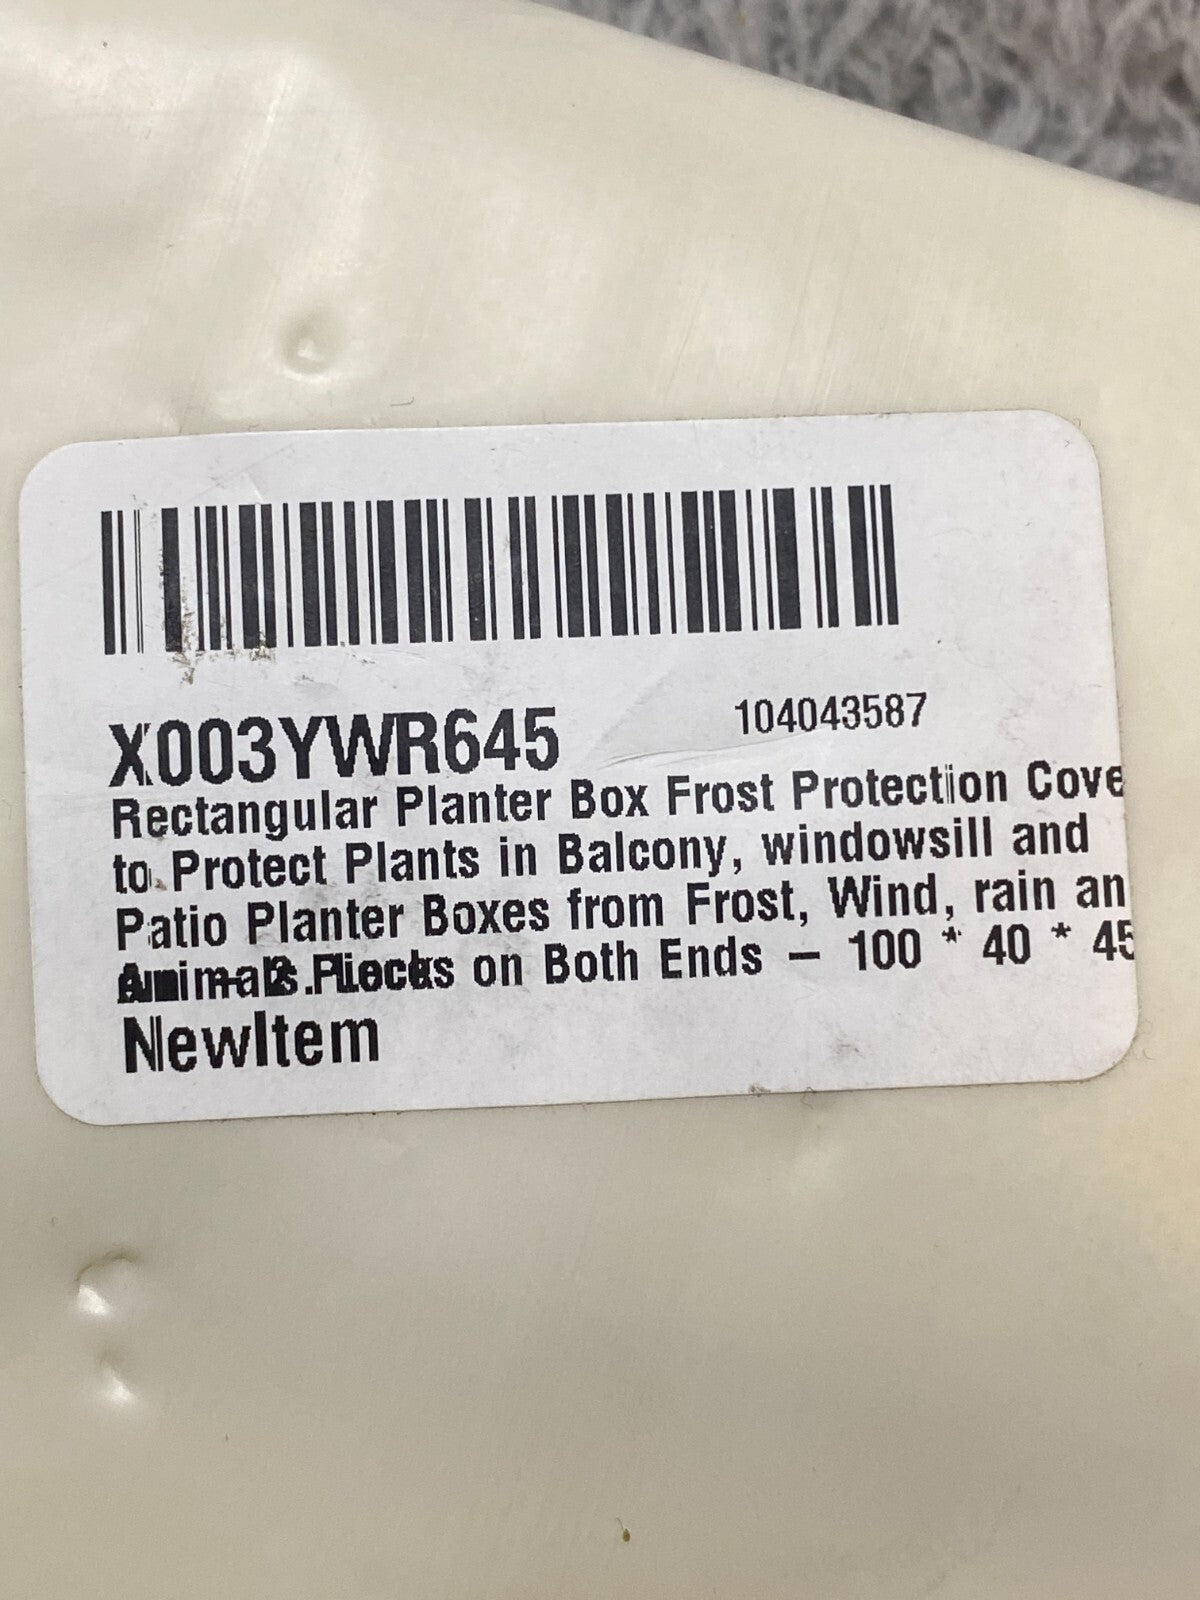 X003YWR645
104043587
Rectangular Planter Box Frost Protection Cove
to Protect Plants in Balcony, windowsill and
Patio Planter Boxes from Frost, Wind, rain an
on Both Ends – 100 * 40 * 45
NewItem